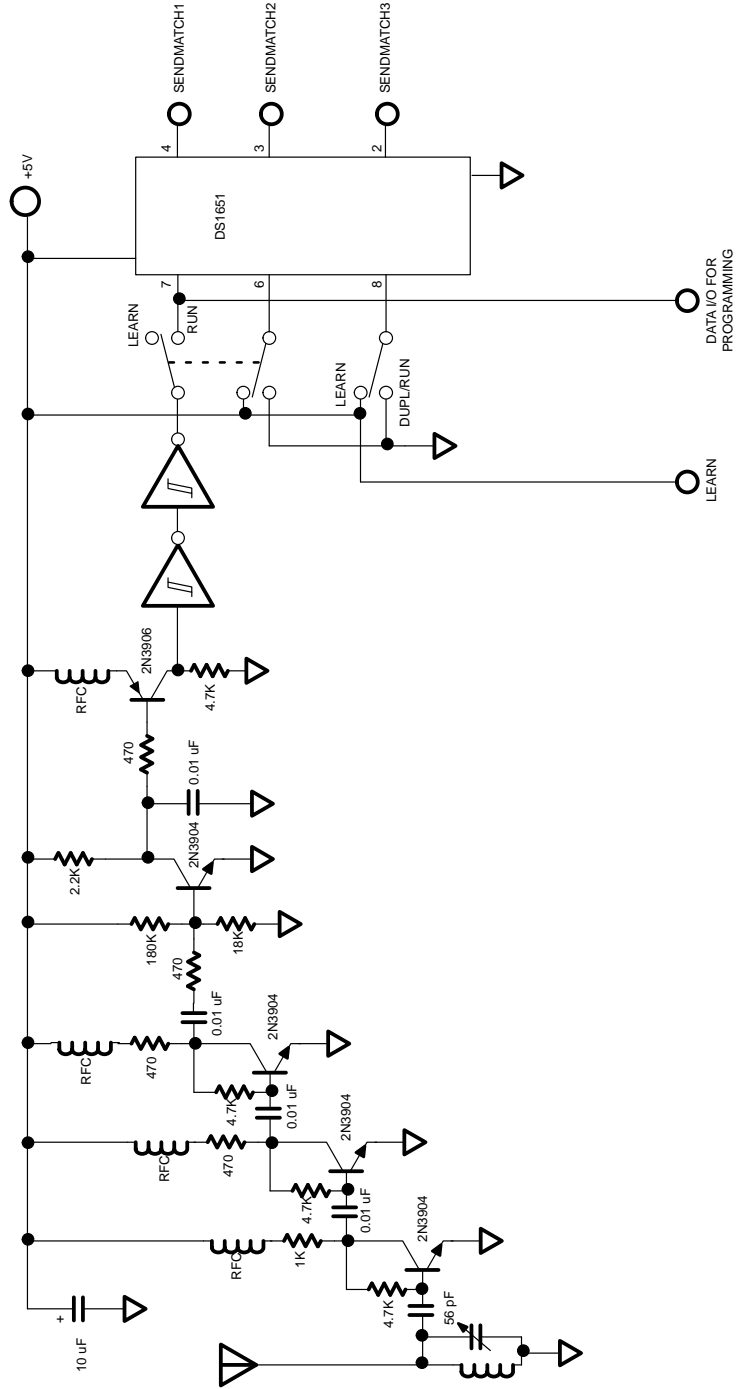 10 uF
+
56 pF
4.7K
2N3904
1K
RFC
0.01 uF
4.7K
2N3904
470
RFC
0.01 uF
4.7K
2N3904
470
RFC
0.01 uF
470
180K
18K
2.2K
2N3904
0.01 uF
470
RFC
2N3906
4.7K
LEARN
RUN
LEARN
DUPL/RUN
7
6
8
DS1651
4
3
2
+5V
SENDMATCH1
SENDMATCH2
SENDMATCH3
LEARN
DATA I/O FOR
PROGRAMMING